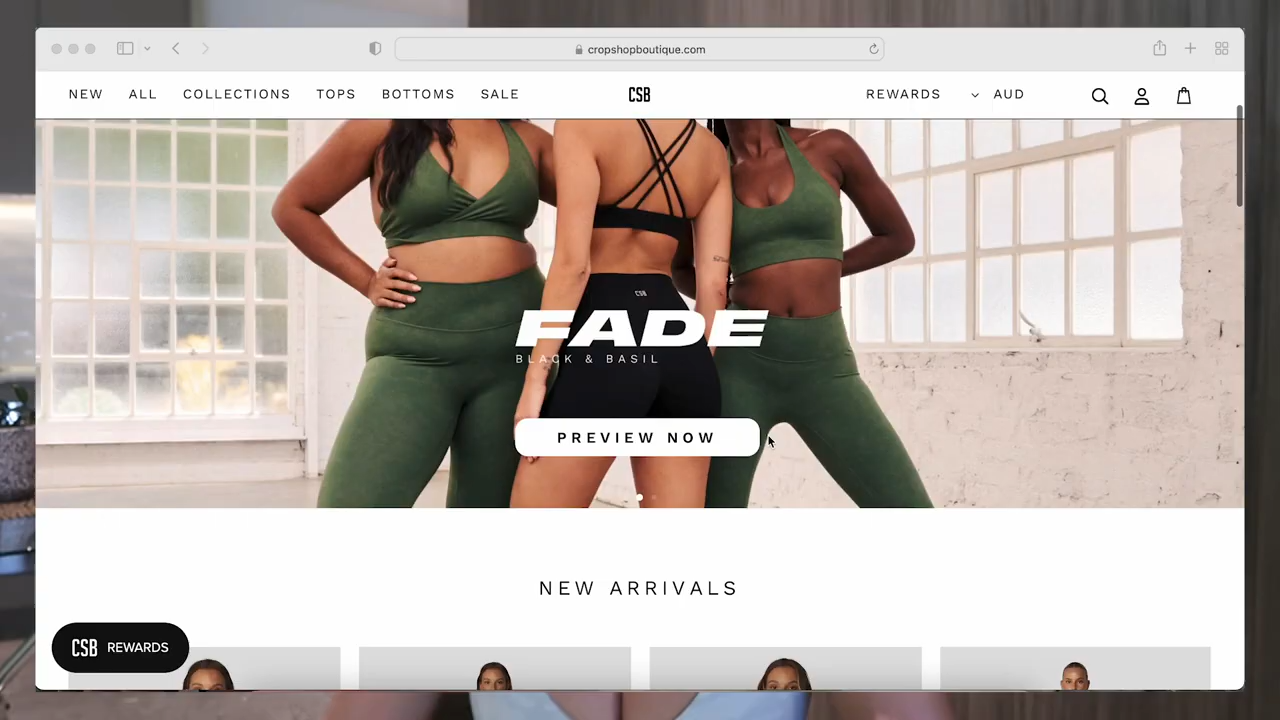 cropshopboutique.com
NEW ALL COLLECTIONS TOPS BOTTOMS SALE CSB REWARDS AUD
CSB
FADE
BLACK & BASIL
PREVIEW NOW
NEW ARRIVALS
CSB REWARDS